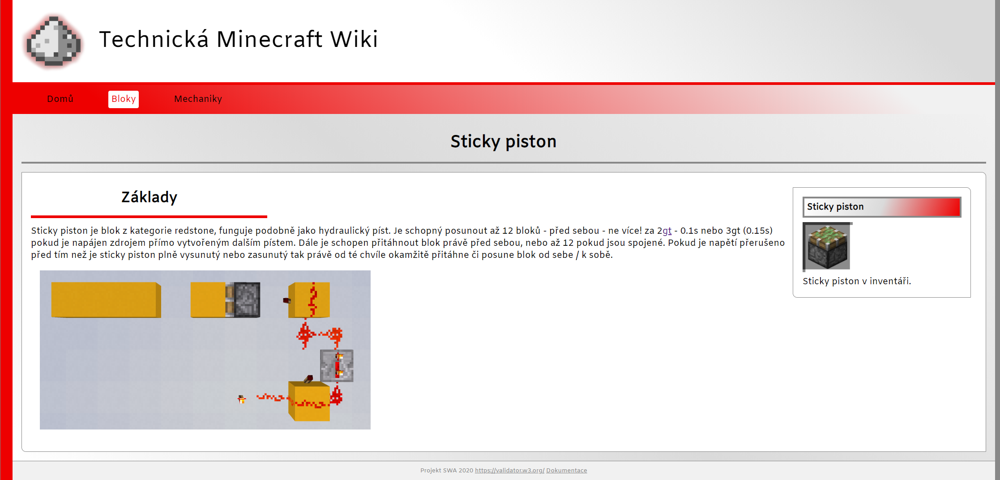 Technická Minecraft Wiki
Domů Bloky Mechaniky
Sticky piston
Základy
Sticky piston je blok z kategorie redstone, funguje podobně jako hydraulický píst. Je schopný posunout až 12 bloků - před sebou - ne více! za 2gt - 0.1s nebo 3gt (0.15s)
pokud je napájen zdrojem přímo vytvořeným dalším pístem. Dále je schopen přitáhnout blok právě před sebou, nebo až 12 pokud jsou spojené. Pokud je napětí přerušeno
před tím než je sticky piston plně vysunutý nebo zasunutý tak právě od té chvíle okamžitě přitáhne či posune blok od sebe / k sobě.
Sticky piston
Sticky piston v inventáři.
Projekt SWA 2020 https://validator.w3.org/ Dokumentace